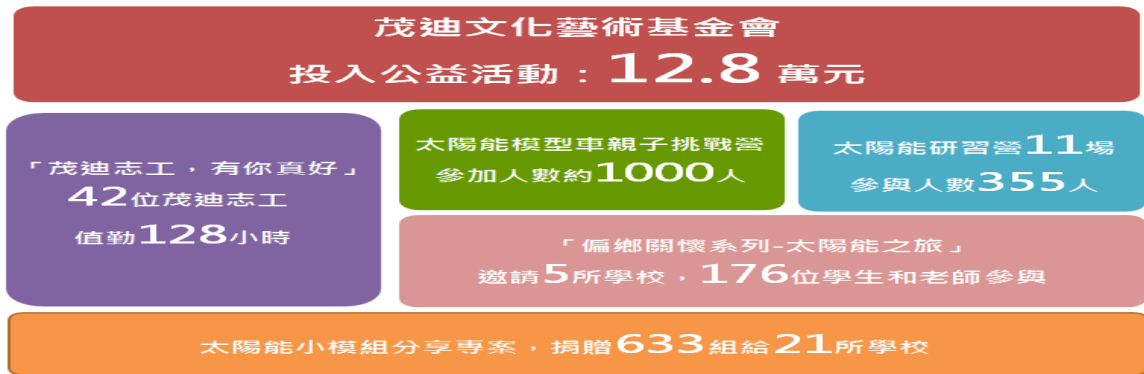 茂迪文化藝術基金會
投入公益活動：12.8 萬元
「茂迪志工，有你真好」
42位茂迪志工
值勤128小時
太陽能模型車親子挑戰營
參加人數約1000人
太陽能研習營11場
參與人數355人
「偏鄉關懷系列-太陽能之旅」
邀請5所學校，176位學生和老師參與
太陽能小模組分享專案，捐贈633組給21所學校